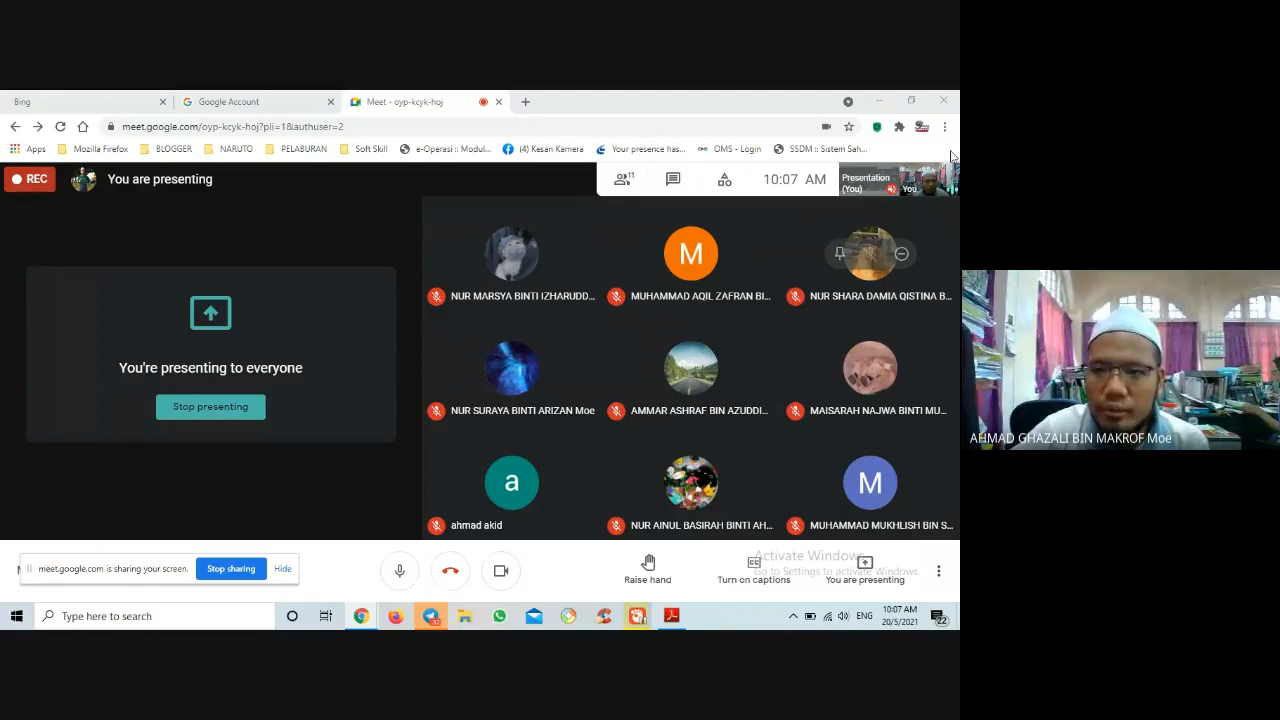 Bing
Google Account
Meet - oyp-kcyk-hoj
meet.google.com/oyp-kcyk-hoj?pli=1&authuser=2
Apps
Mozilla Firefox
BLOGGER
NARUTO
PELABURAN
Soft Skill
e-Operasi :: Modul...
(4) Kesan Kamera
Your presence has...
OMS - Login
SSDM :: Sistem Sah...
REC
You are presenting
11
10:07 AM
Presentation
(You)
You
You're presenting to everyone
Stop presenting
NUR MARSYA BINTI IZHARUDD...
M
MUHAMMAD AQIL ZAFRAN BI...
NUR SHARA DAMIA QISTINA B...
NUR SURAYA BINTI ARIZAN Moe
AMMAR ASHRAF BIN AZUDDI...
MAISARAH NAJWA BINTI MU...
a
ahmad akid
NUR AINUL BASIRAH BINTI AH...
M
MUHAMMAD MUKHLISH BIN S...
AHMAD GHAZALI BIN MAKROF Moe
meet.google.com is sharing your screen.
Stop sharing
Hide
Raise hand
Turn on captions
You are presenting
Activate Windows
Go to Settings to activate Windows.
Type here to search
ENG
10:07 AM
20/5/2021
22